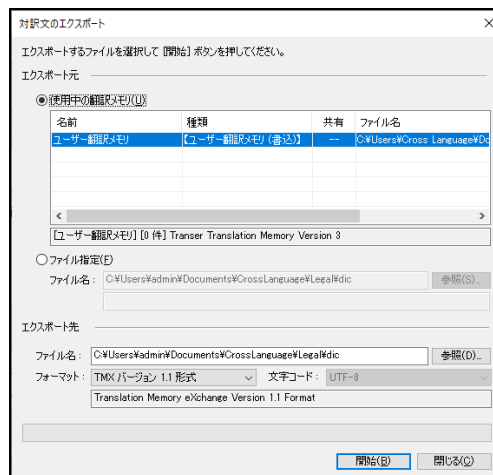 対訳文のエクスポート
エクスポートするファイルを選択して [開始] ボタンを押してください。
エクスポート元
使用中の翻訳メモリ(U)
名前 種類 共有 ファイル名
ユーザー翻訳メモリ 【ユーザー翻訳メモリ (書込)】 -- C:¥Users¥Cross Language¥Do
[ユーザー翻訳メモリ] [0 件] Transer Translation Memory Version 3
ファイル指定(F)
ファイル名: C:¥Users¥admin¥Documents¥CrossLanguage¥Legal¥dic 参照(S)...
エクスポート先
ファイル名: C:¥Users¥admin¥Documents¥CrossLanguage¥Legal¥dic 参照(D)...
フォーマット: TMX バージョン 1.1 形式 文字コード: UTF-8
Translation Memory eXchange Version 1.1 Format
開始(B) 閉じる(C)